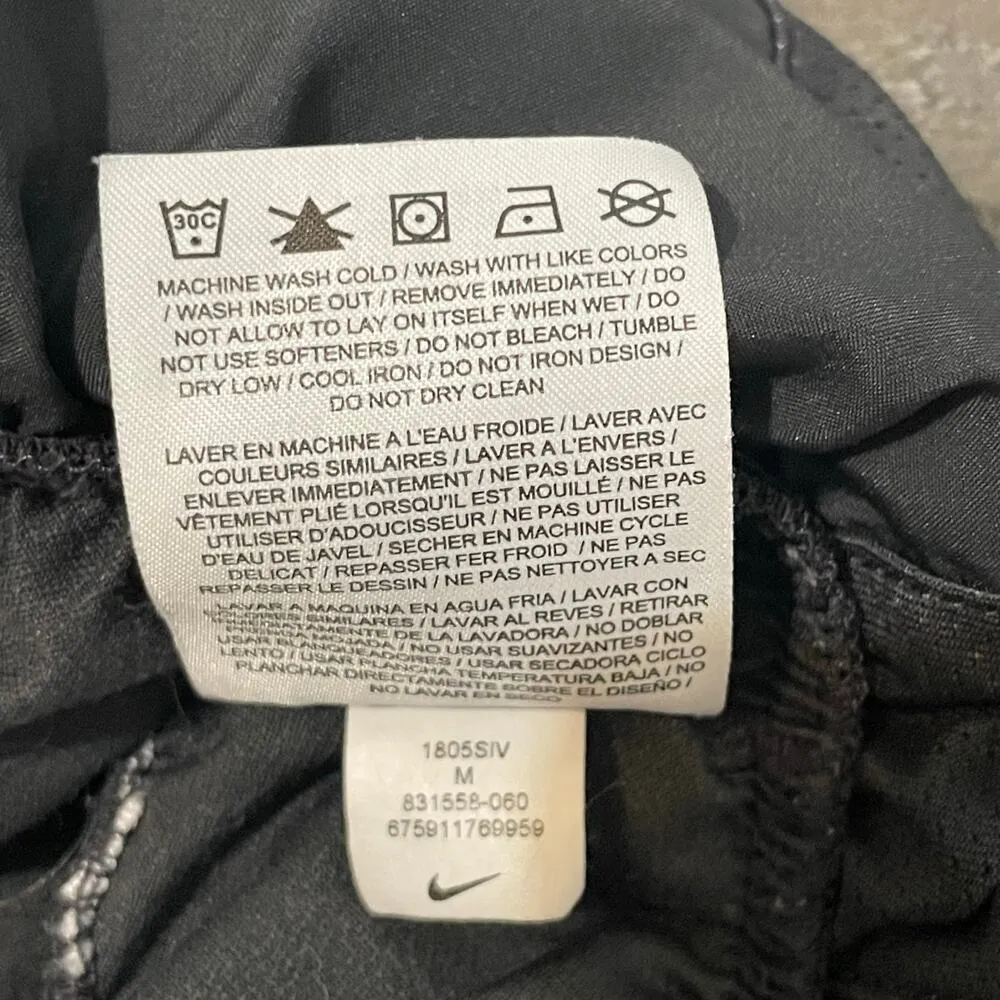 30C
MACHINE WASH COLD / WASH WITH LIKE COLORS
/ WASH INSIDE OUT / REMOVE IMMEDIATELY / DO
NOT ALLOW TO LAY ON ITSELF WHEN WET / DO
NOT USE SOFTENERS / DO NOT BLEACH / TUMBLE
DRY LOW / COOL IRON / DO NOT IRON DESIGN /
DO NOT DRY CLEAN
LAVER EN MACHINE A L'EAU FROIDE / LAVER AVEC
COULEURS SIMILAIRES / LAVER A L'ENVERS /
ENLEVER IMMEDIATEMENT / NE PAS LAISSER LE
VÊTEMENT PLIÉ LORSQU'IL EST MOUILLÉ / NE PAS
UTILISER D'ADOUCISSEUR / NE PAS UTILISER
D'EAU DE JAVEL / SECHER EN MACHINE CYCLE
DELICAT / REPASSER FER FROID / NE PAS
REPASSER LE DESSIN / NE PAS NETTOYER A SEC
LAVAR A MAQUINA EN AGUA FRIA / LAVAR CON
SIMILARES / LAVAR AL REVES / RETIRAR
DE LA LAVADORA / NO DOBLAR
MOJADA / NO USAR SUAVIZANTES / NO
USAR BLANQUEADORES / USAR SECADORA CICLO
LENTO / USAR PLANCHA TEMPERATURA BAJA / NO
PLANCHAR DIRECTAMENTE SOBRE EL DISEÑO /
NO LAVAR EN SECO
1805SIV
M
831558-060
675911769959